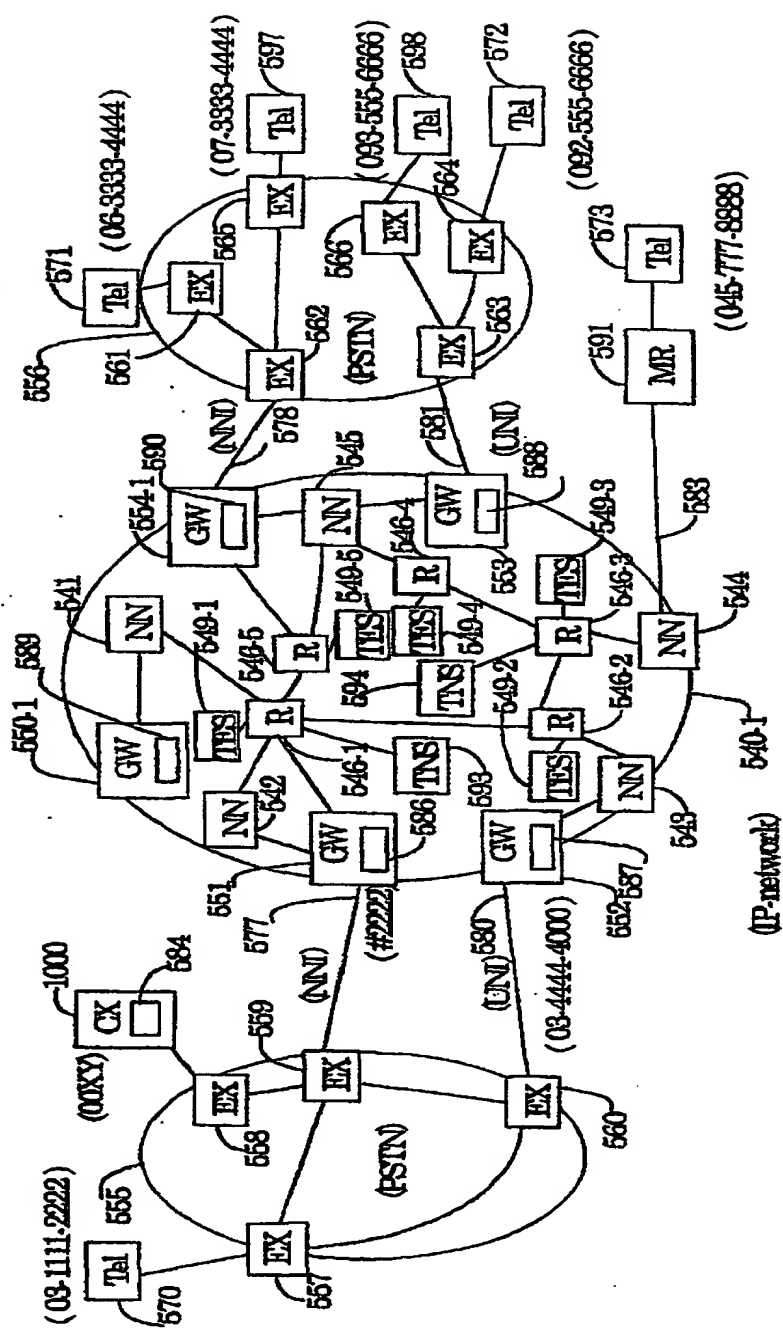 (03-1111-2222)
Tel
570
555
EX
557
(00XY)
1000
CX
584
EX
558
559
EX
(PSTN)
EX
560
(NNI)
577
(#2222)
(UNI)
580
(03-4444-4000)
550-1
589
541
GW
NN
549-1
TES
546-5
NN
542
R
R
546-1
551
GW
586
TNS
593
594
TNS
549-5
TES
TES
549-4
546-4
R
554-1
590
GW
NN
545
GW
553
588
549-3
TES
R
546-3
549-2
TES
R
546-2
GW
552
587
NN
543
NN
544
540-1
(IP-network)
(NNI)
578
581
(UNI)
583
556
571
Tel
(06-3333-4444)
561
EX
565
EX
(07-3333-4444)
Tel
597
EX
562
(PSTN)
EX
563
566
EX
(093-555-6666)
Tel
598
564
EX
Tel
572
(092-555-6666)
591
MR
573
Tel
(045-777-8888)